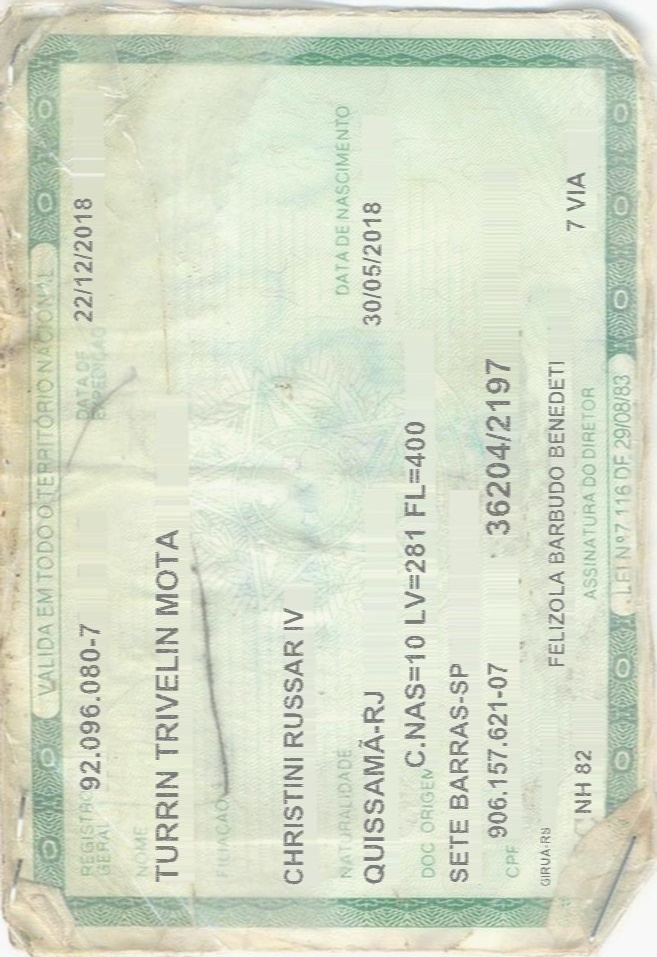 VALIDA EM TODO O TERRITÓRIO NACIONAL
REGISTRO GERAL 92.096.080-7 DATA DE EXPEDIÇÃO 22/12/2018
NOME
TURRIN TRIVELIN MOTA
FILIAÇÃO
CHRISTINI RUSSAR IV
NATURALIDADE DATA DE NASCIMENTO
QUISSAMÃ-RJ 30/05/2018
DOC ORIGEM C.NAS=10 LV=281 FL=400
SETE BARRAS-SP
CPF 906.157.621-07 36204/2197
GIRUÁ-RS FELIZOLA BARBUDO BENEDETI
NH 82 7 VIA
ASSINATURA DO DIRETOR
LEI Nº 7 116 DE 29/08/83